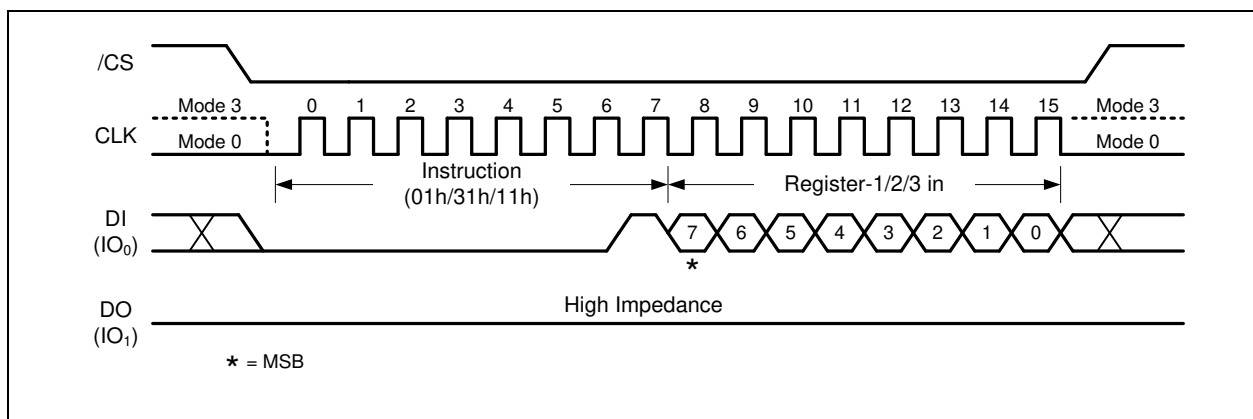 /CS
Mode 3 0 1 2 3 4 5 6 7 8 9 10 11 12 13 14 15 Mode 3
CLK
Mode 0 Mode 0
Instruction
(01h/31h/11h)
Register-1/2/3 in
DI
(IO₀)
7 6 5 4 3 2 1 0
*
High Impedance
DO
(IO₁)
* = MSB